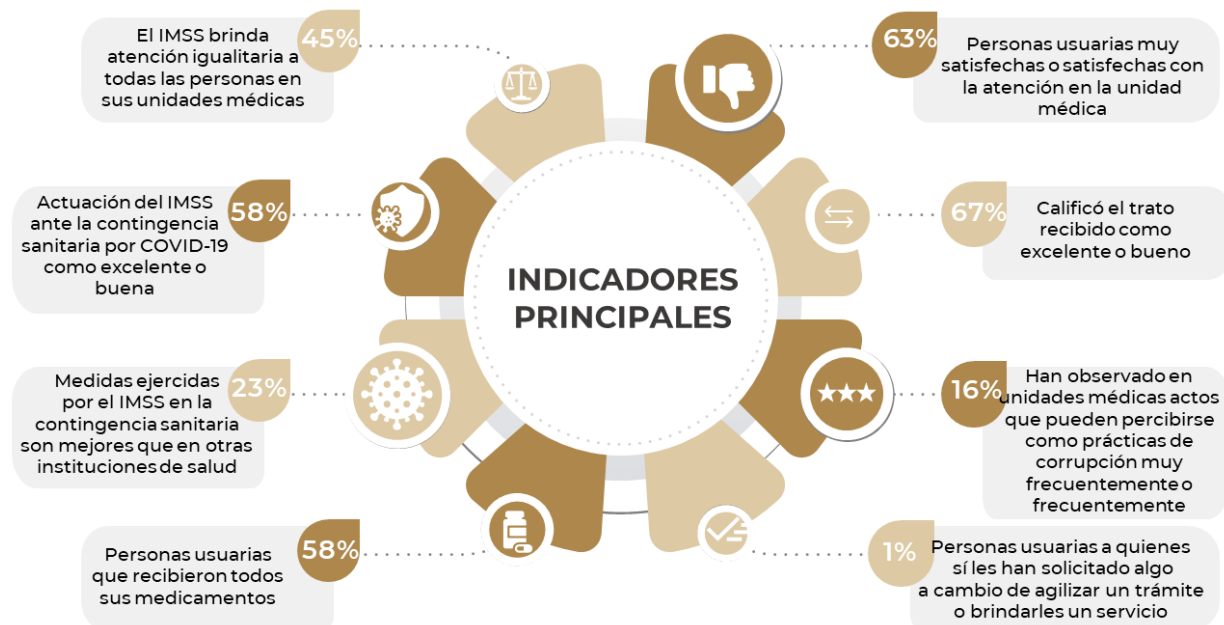 El IMSS brinda
atención igualitaria a
todas las personas en
sus unidades médicas
45%
63%
Personas usuarias muy
satisfechas o satisfechas con
la atención en la unidad
médica
Actuación del IMSS
ante la contingencia
sanitaria por COVID-19
como excelente o
buena
58%
67%
Calificó el trato
recibido como
excelente o bueno
INDICADORES
PRINCIPALES
Medidas ejercidas
por el IMSS en la
contingencia sanitaria
son mejores que en otras
instituciones de salud
23%
16%
Han observado en
unidades médicas actos
que pueden percibirse
como prácticas de
corrupción muy
frecuentemente o
frecuentemente
Personas usuarias
que recibieron todos
sus medicamentos
58%
1%
Personas usuarias a quienes
sí les han solicitado algo
a cambio de agilizar un trámite
o brindarles un servicio